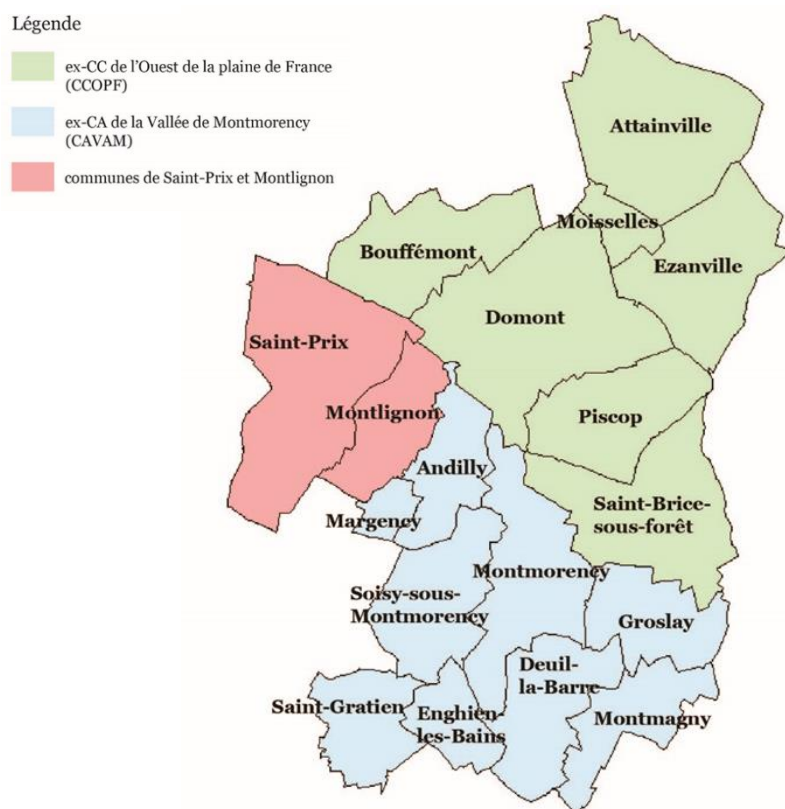 Légende
ex-CC de l'Ouest de la plaine de France
(CCOPF)
ex-CA de la Vallée de Montmorency
(CAVAM)
communes de Saint-Prix et Montlignon
Attainville
Moisselles
Bouffémont
Ezanville
Domont
Saint-Prix
Montlignon
Piscop
Andilly
Saint-Brice-
sous-forêt
Margency
Montmorency
Soisy-sous-
Montmorency
Groslay
Deuil-
la-Barre
Saint-Gratien
Enghien-
les-Bains
Montmagny